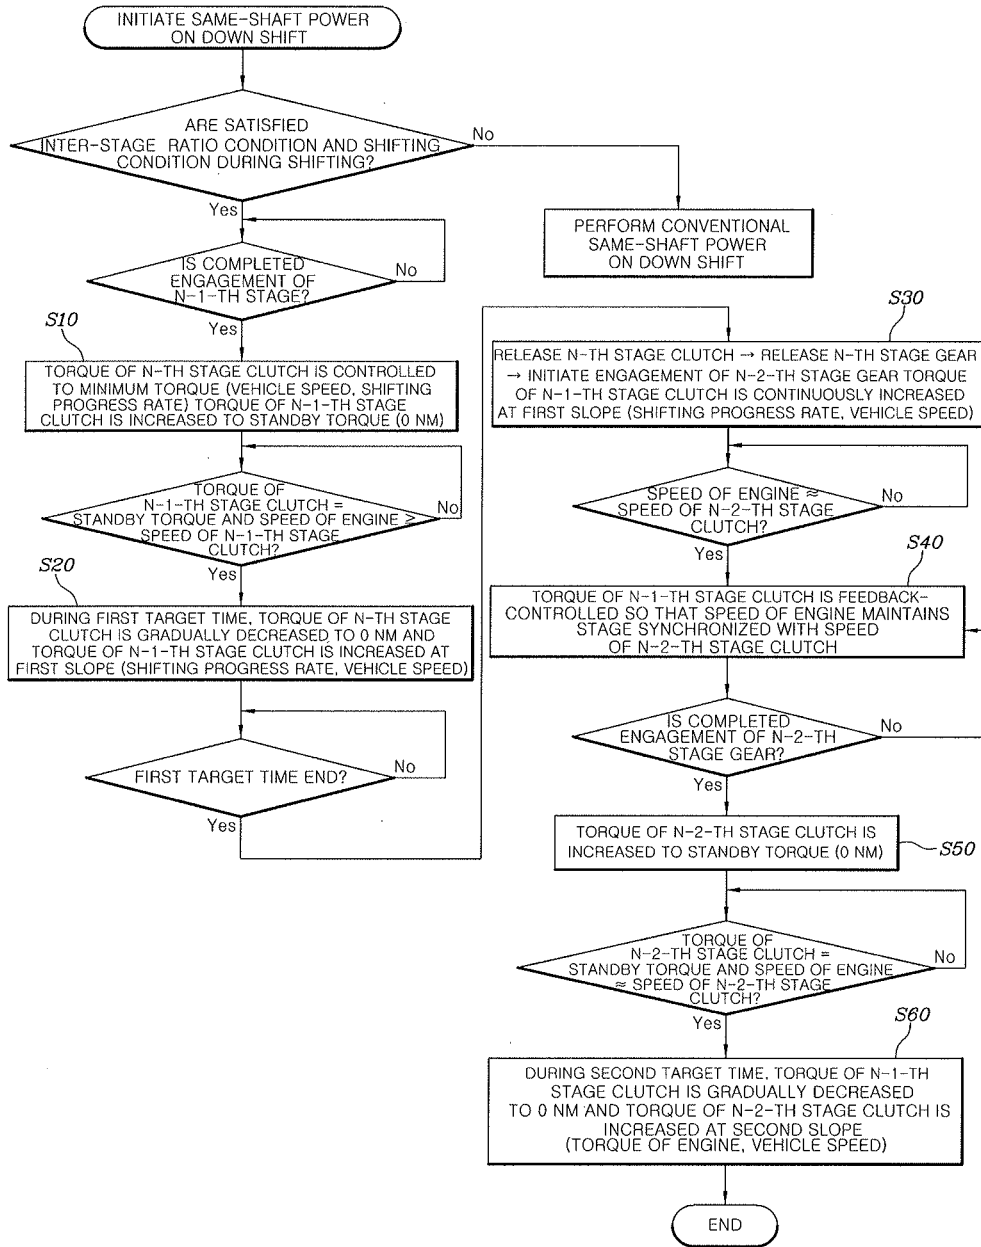 INITIATE SAME-SHAFT POWER
ON DOWN SHIFT
ARE SATISFIED
INTER-STAGE RATIO CONDITION AND SHIFTING
CONDITION DURING SHIFTING?
No
Yes
PERFORM CONVENTIONAL
SAME-SHAFT POWER
ON DOWN SHIFT
IS COMPLETED
ENGAGEMENT OF
N-1-TH STAGE?
No
Yes
S10
TORQUE OF N-TH STAGE CLUTCH IS CONTROLLED
TO MINIMUM TORQUE (VEHICLE SPEED, SHIFTING
PROGRESS RATE) TORQUE OF N-1-TH STAGE
CLUTCH IS INCREASED TO STANDBY TORQUE (0 NM)
TORQUE OF
N-1-TH STAGE CLUTCH =
STANDBY TORQUE AND SPEED OF ENGINE ≥
SPEED OF N-1-TH STAGE
CLUTCH?
No
Yes
S20
DURING FIRST TARGET TIME, TORQUE OF N-TH STAGE
CLUTCH IS GRADUALLY DECREASED TO 0 NM AND
TORQUE OF N-1-TH STAGE CLUTCH IS INCREASED AT
FIRST SLOPE (SHIFTING PROGRESS RATE, VEHICLE SPEED)
FIRST TARGET TIME END?
No
Yes
S30
RELEASE N-TH STAGE CLUTCH → RELEASE N-TH STAGE GEAR
→ INITIATE ENGAGEMENT OF N-2-TH STAGE GEAR TORQUE
OF N-1-TH STAGE CLUTCH IS CONTINUOUSLY INCREASED
AT FIRST SLOPE (SHIFTING PROGRESS RATE, VEHICLE SPEED)
SPEED OF ENGINE ≈
SPEED OF N-2-TH STAGE
CLUTCH?
No
Yes
S40
TORQUE OF N-1-TH STAGE CLUTCH IS FEEDBACK-
CONTROLLED SO THAT SPEED OF ENGINE MAINTAINS
STAGE SYNCHRONIZED WITH SPEED
OF N-2-TH STAGE CLUTCH
IS COMPLETED
ENGAGEMENT OF N-2-TH
STAGE GEAR?
No
Yes
TORQUE OF N-2-TH STAGE CLUTCH IS
INCREASED TO STANDBY TORQUE (0 NM)
S50
TORQUE OF
N-2-TH STAGE CLUTCH =
STANDBY TORQUE AND SPEED OF ENGINE
≈ SPEED OF N-2-TH STAGE
CLUTCH?
No
Yes
S60
DURING SECOND TARGET TIME, TORQUE OF N-1-TH
STAGE CLUTCH IS GRADUALLY DECREASED
TO 0 NM AND TORQUE OF N-2-TH STAGE CLUTCH IS
INCREASED AT SECOND SLOPE
(TORQUE OF ENGINE, VEHICLE SPEED)
END